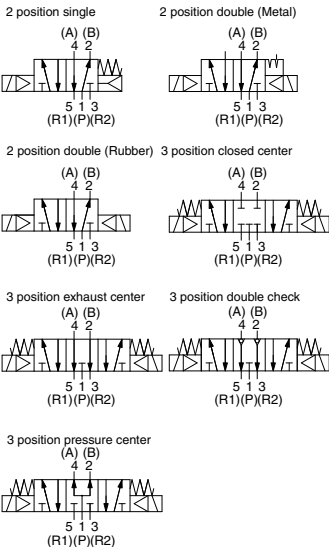 2 position single
(A) (B)
4 2
5 1 3
(R1)(P)(R2)
2 position double (Metal)
(A) (B)
4 2
5 1 3
(R1)(P)(R2)
2 position double (Rubber)
(A) (B)
4 2
5 1 3
(R1)(P)(R2)
3 position closed center
(A) (B)
4 2
5 1 3
(R1)(P)(R2)
3 position exhaust center
(A) (B)
4 2
5 1 3
(R1)(P)(R2)
3 position double check
(A) (B)
4 2
5 1 3
(R1)(P)(R2)
3 position pressure center
(A) (B)
4 2
5 1 3
(R1)(P)(R2)